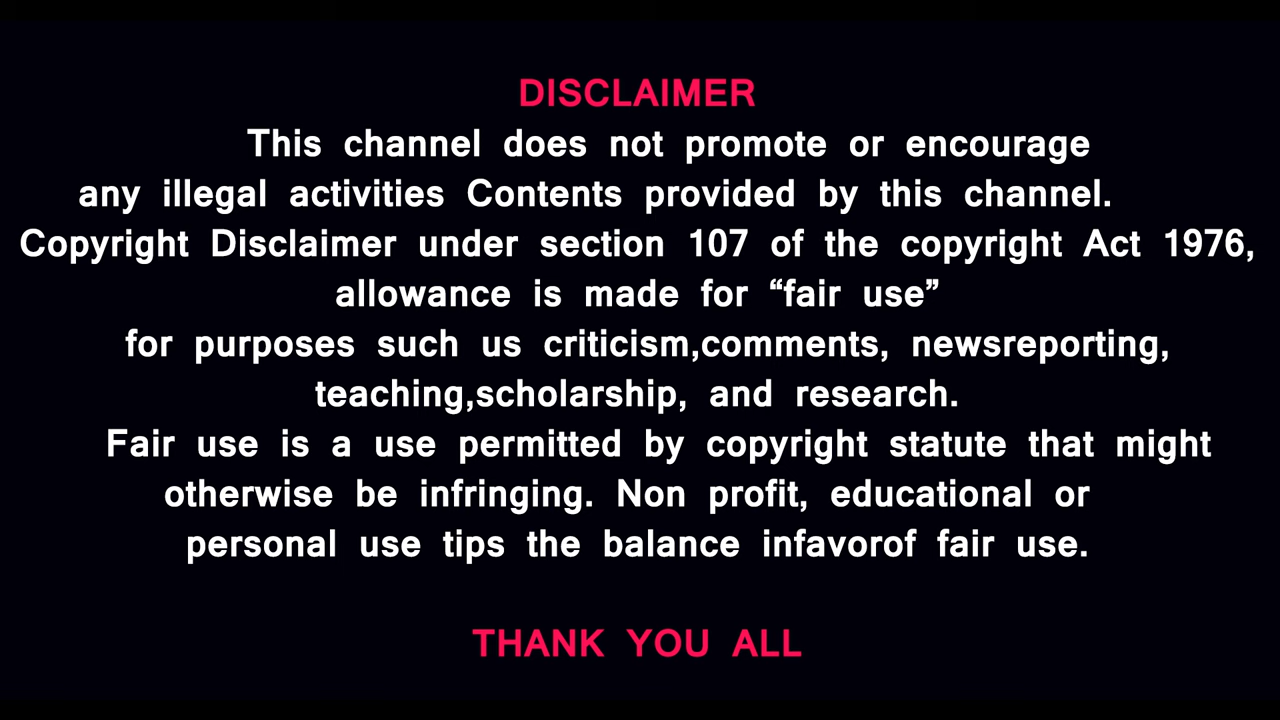 DISCLAIMER
This channel does not promote or encourage
any illegal activities Contents provided by this channel.
Copyright Disclaimer under section 107 of the copyright Act 1976,
allowance is made for “fair use”
for purposes such us criticism,comments, newsreporting,
teaching,scholarship, and research.
Fair use is a use permitted by copyright statute that might
otherwise be infringing. Non profit, educational or
personal use tips the balance infavorof fair use.
THANK YOU ALL